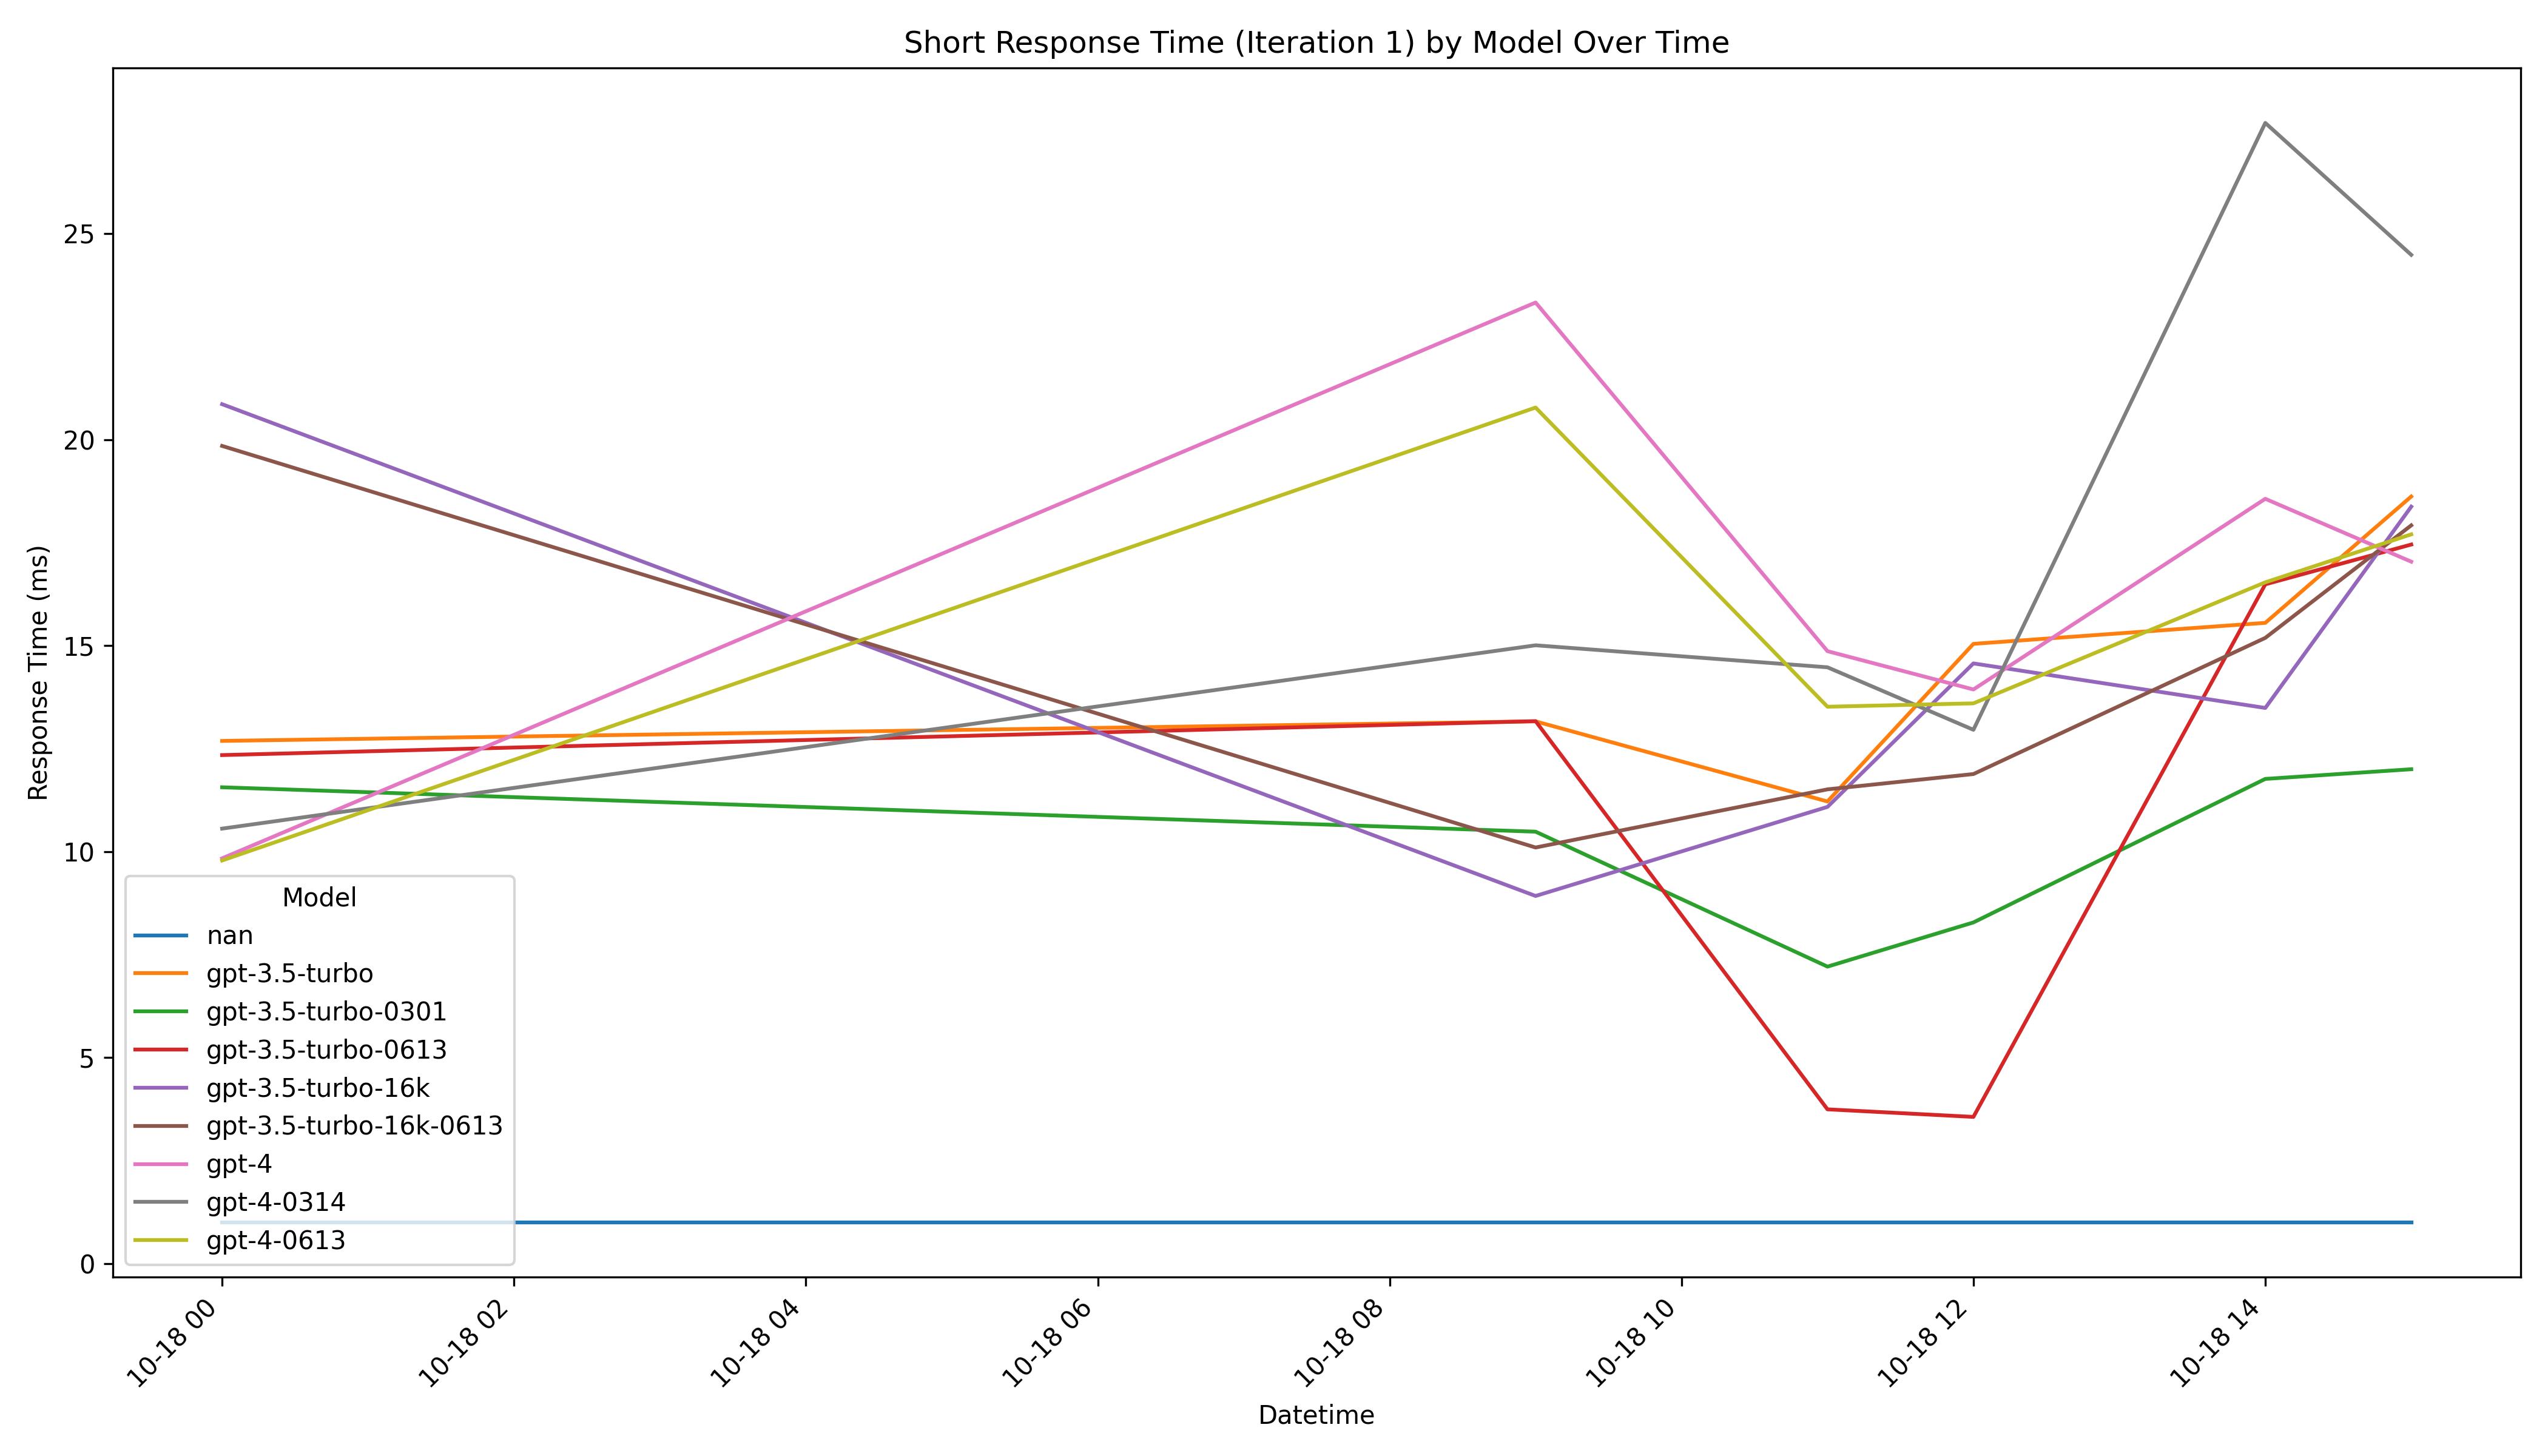 Short Response Time (Iteration 1) by Model Over Time
Response Time (ms)
25
20
15
10
5
0
Model
nan
gpt-3.5-turbo
gpt-3.5-turbo-0301
gpt-3.5-turbo-0613
gpt-3.5-turbo-16k
gpt-3.5-turbo-16k-0613
gpt-4
gpt-4-0314
gpt-4-0613
10-18 00
10-18 02
10-18 04
10-18 06
10-18 08
10-18 10
10-18 12
10-18 14
Datetime